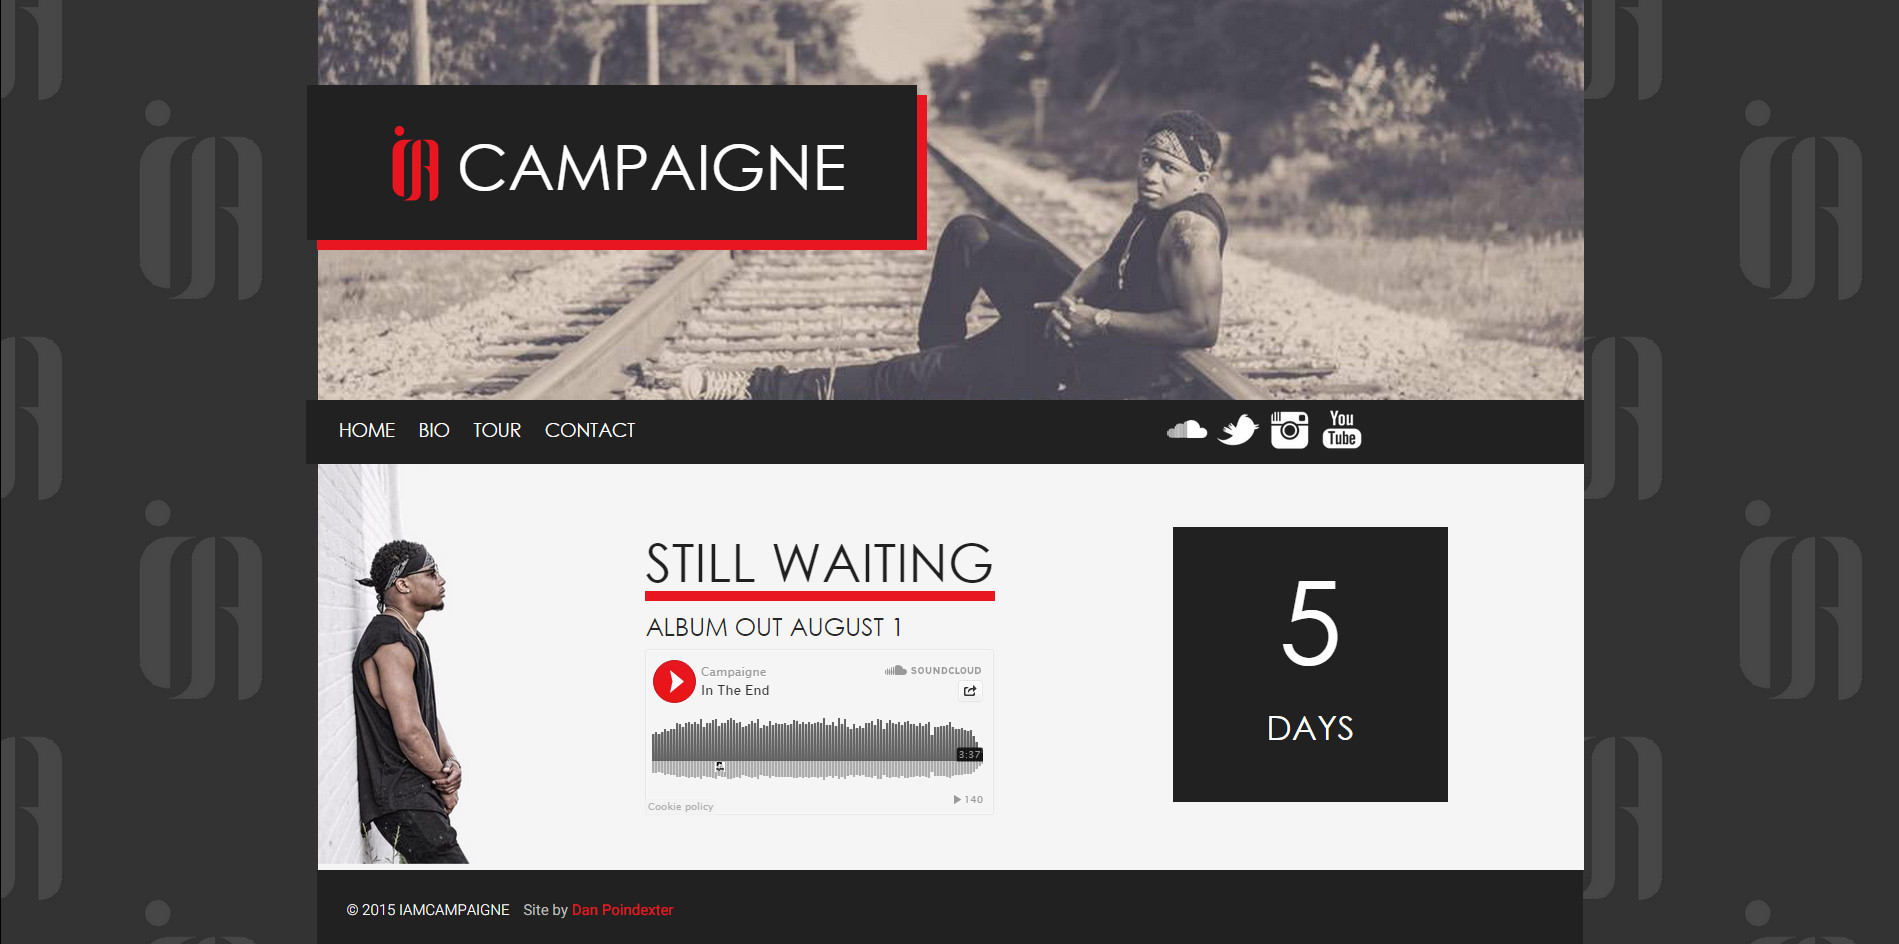 CAMPAIGNE
HOME BIO TOUR CONTACT
You
Tube
STILL WAITING
ALBUM OUT AUGUST 1
Campaigne
SOUNDCLOUD
In The End
3:37
140
Cookie policy
5
DAYS
© 2015 IAMCAMPAIGNE Site by Dan Poindexter